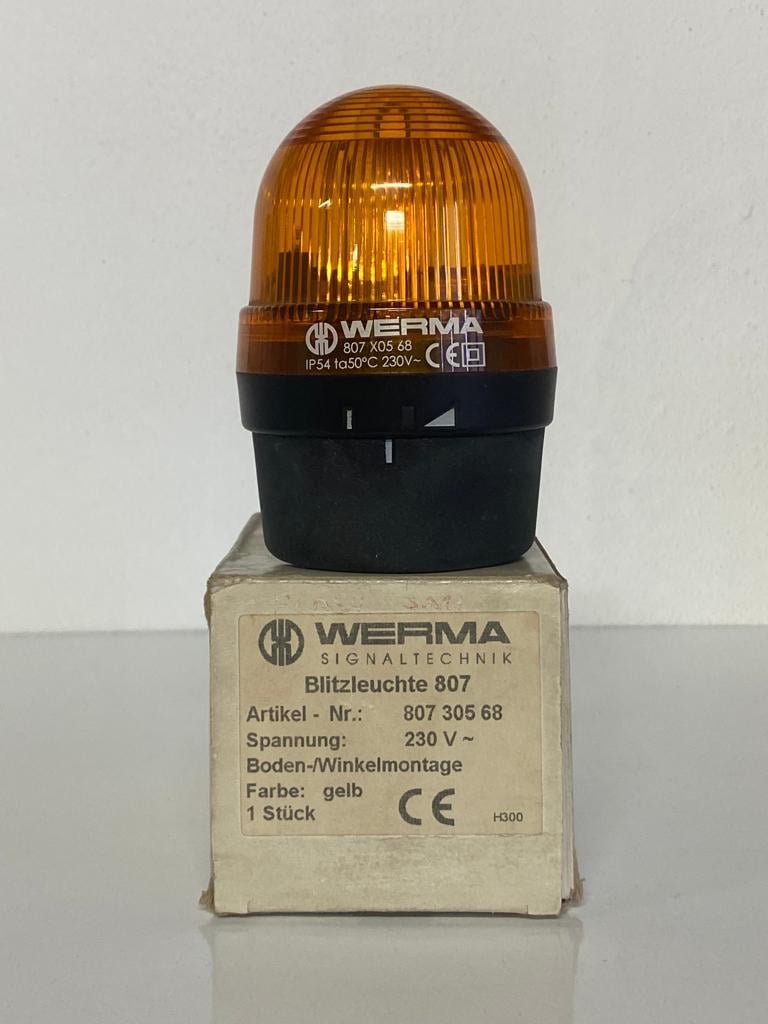 WERMA
807 X05 68
IP54 ta50°C 230V~ CE
WERMA
SIGNALTECHNIK
Blitzleuchte 807
Artikel - Nr.: 807 305 68
Spannung: 230 V ~
Boden-/Winkelmontage
Farbe: gelb
1 Stück CE H300